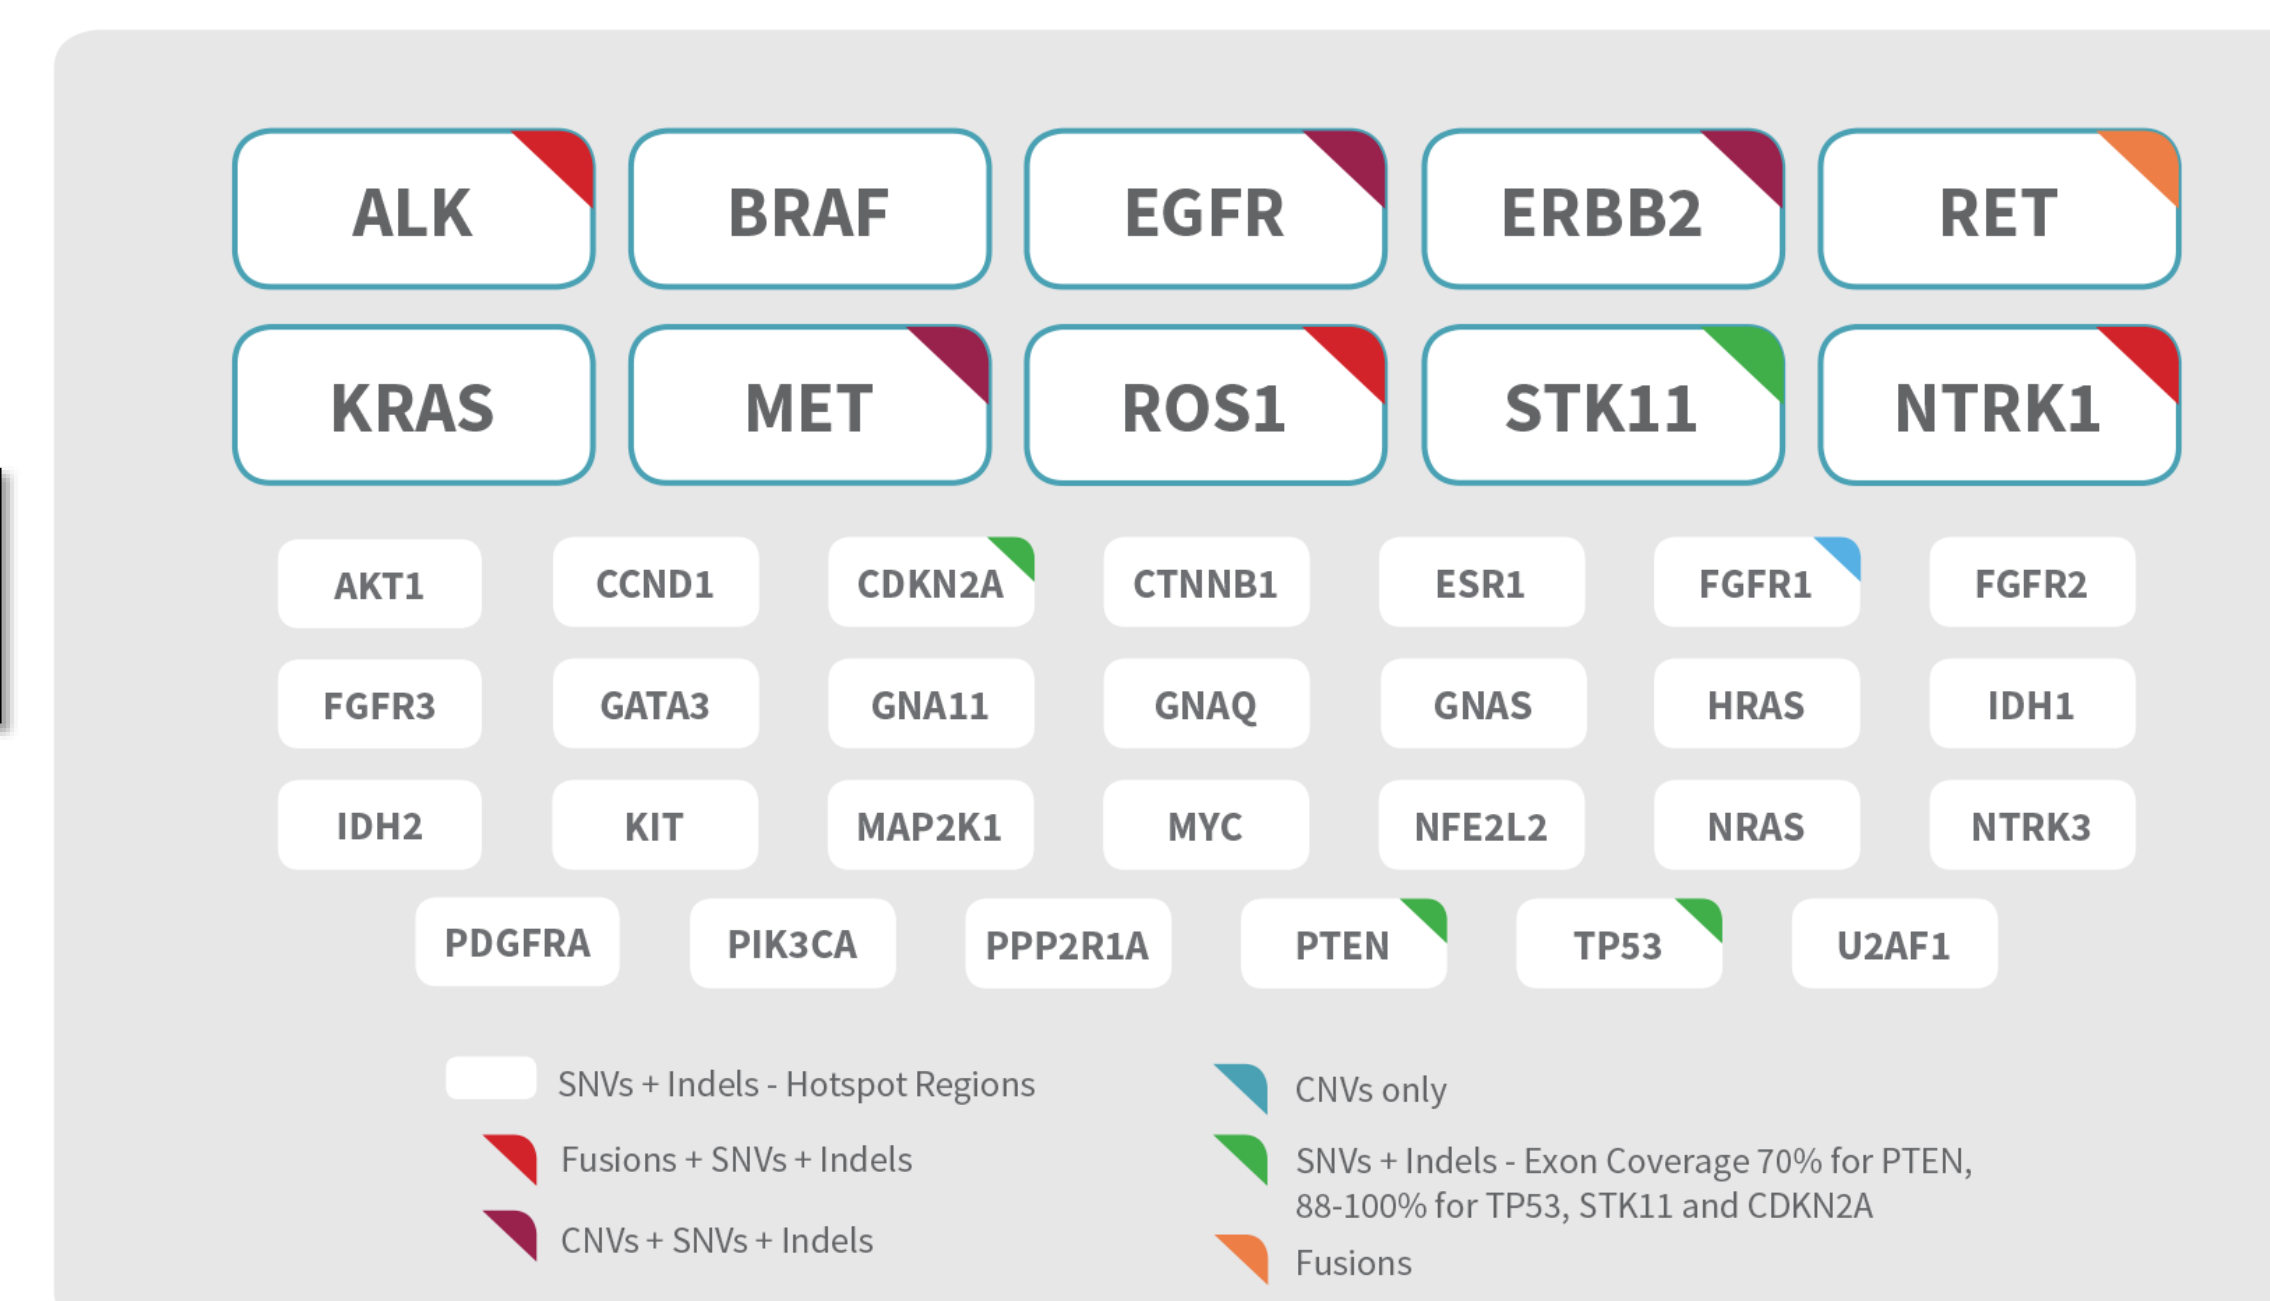 ALK BRAF EGFR ERBB2 RET
KRAS MET ROS1 STK11 NTRK1
AKT1 CCND1 CDKN2A CTNNB1 ESR1 FGFR1 FGFR2
FGFR3 GATA3 GNA11 GNAQ GNAS HRAS IDH1
IDH2 KIT MAP2K1 MYC NFE2L2 NRAS NTRK3
PDGFRA PIK3CA PPP2R1A PTEN TP53 U2AF1
SNVs + Indels - Hotspot Regions
Fusions + SNVs + Indels
CNVs + SNVs + Indels
CNVs only
SNVs + Indels - Exon Coverage 70% for PTEN,
88-100% for TP53, STK11 and CDKN2A
Fusions